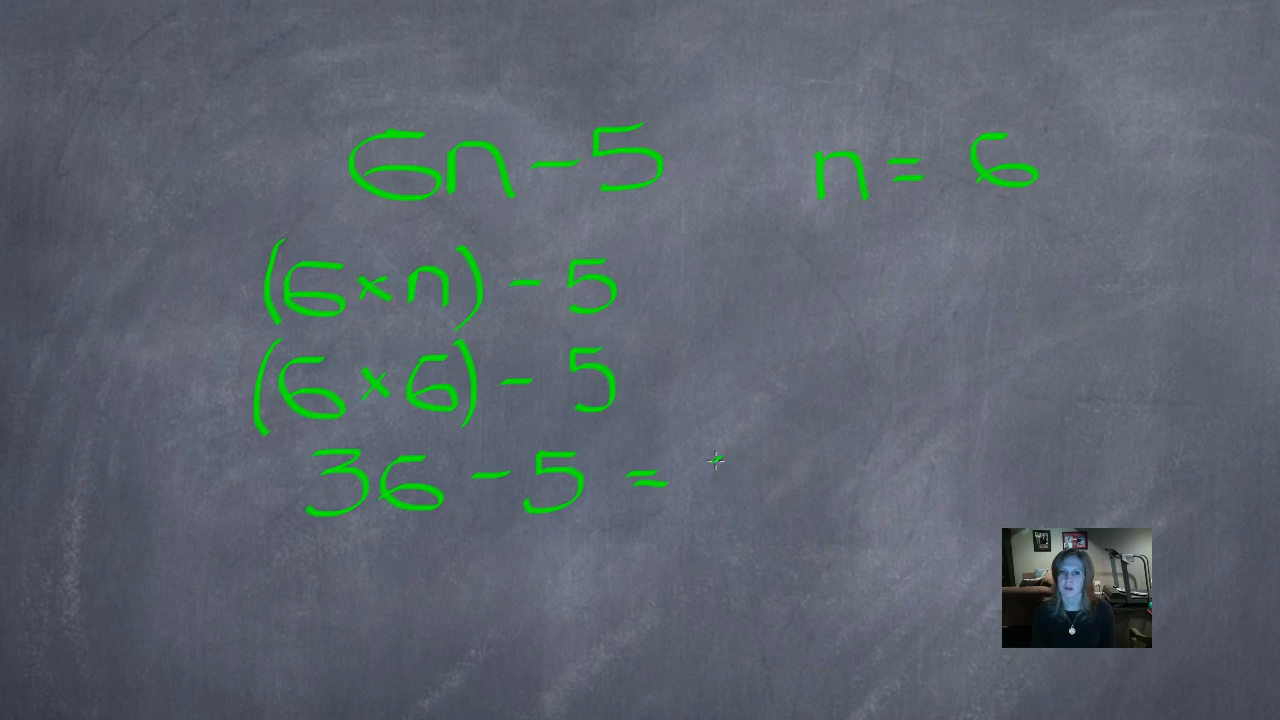 6n - 5 n = 6
(6 × n) - 5
(6 × 6) - 5
36 - 5 =